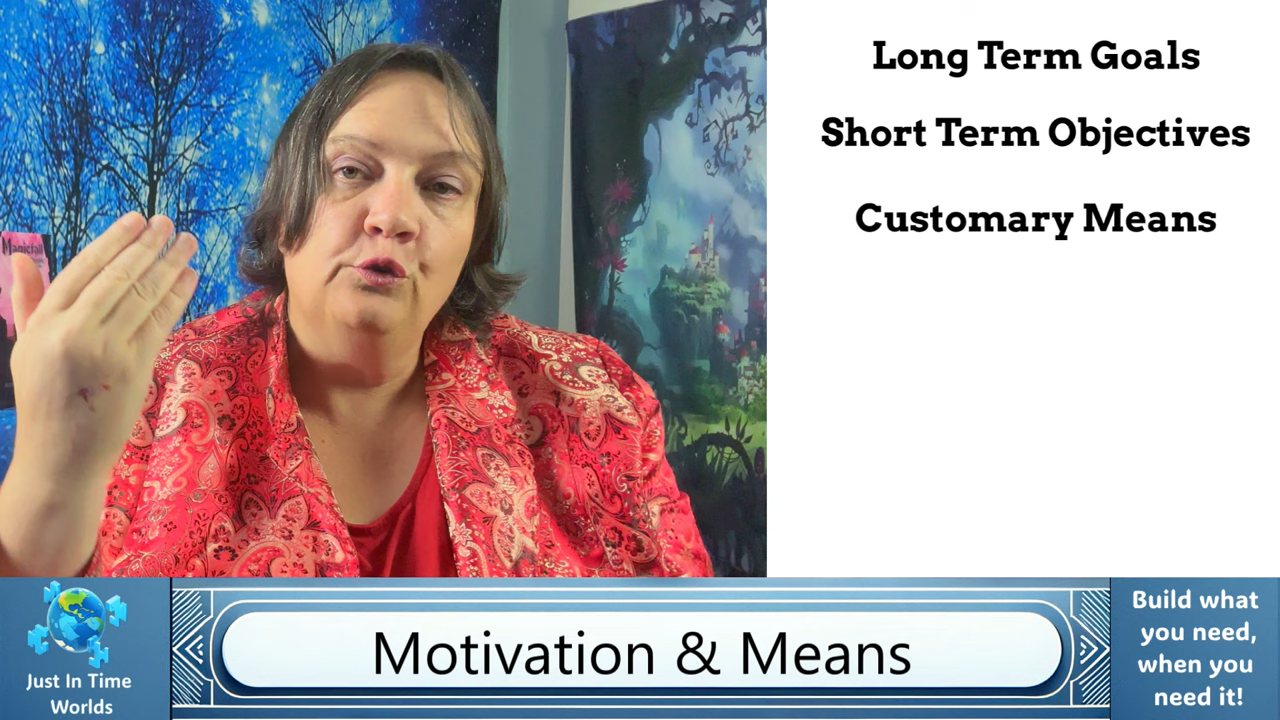 Long Term Goals
Short Term Objectives
Customary Means
Magicfall
Motivation & Means
Just In Time
Worlds
Build what
you need,
when you
need it!